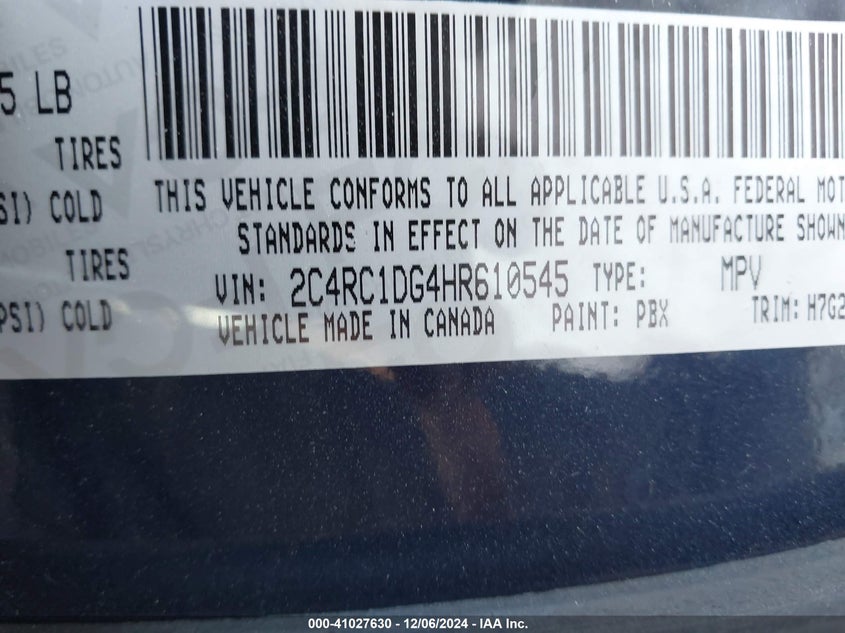 5 LB
TIRES
SI) COLD
TIRES
PSI) COLD
THIS VEHICLE CONFORMS TO ALL APPLICABLE U.S.A. FEDERAL MOT
STANDARDS IN EFFECT ON THE DATE OF MANUFACTURE SHOWN
VIN: 2C4RC1DG4HR610545 TYPE: MPV
VEHICLE MADE IN CANADA PAINT: PBX TRIM: H7G2
000-41027630 - 12/06/2024 - IAA Inc.